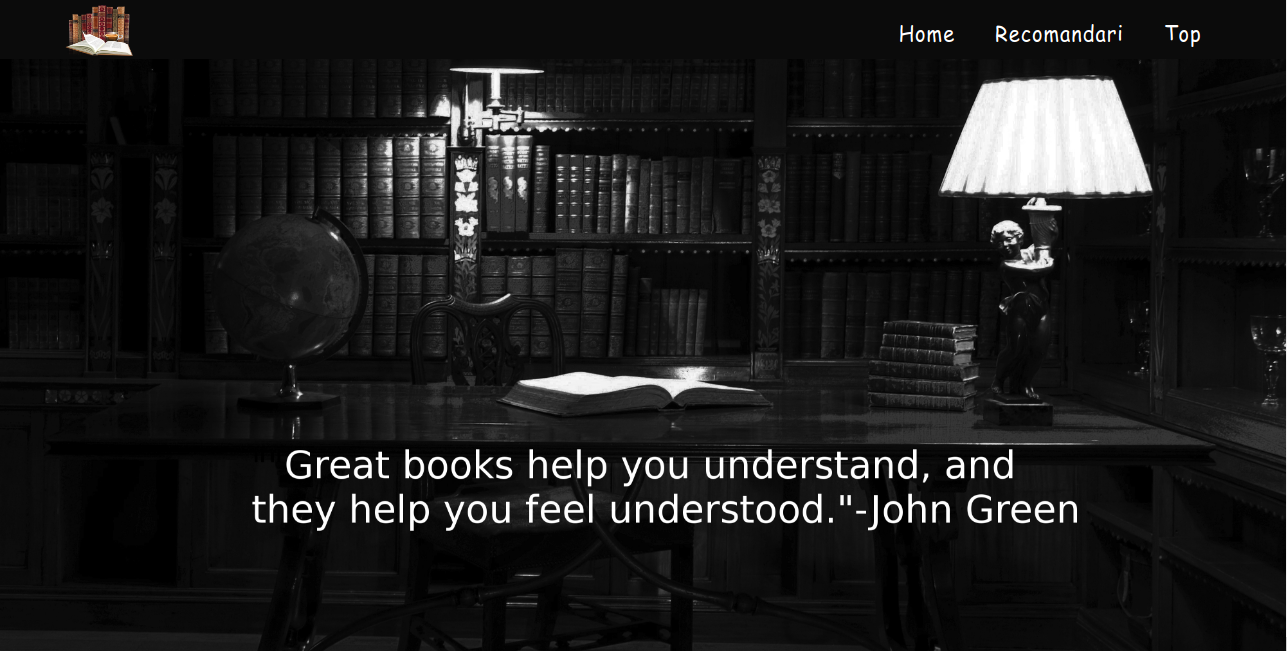 Home Recomandari Top
Great books help you understand, and
they help you feel understood."-John Green